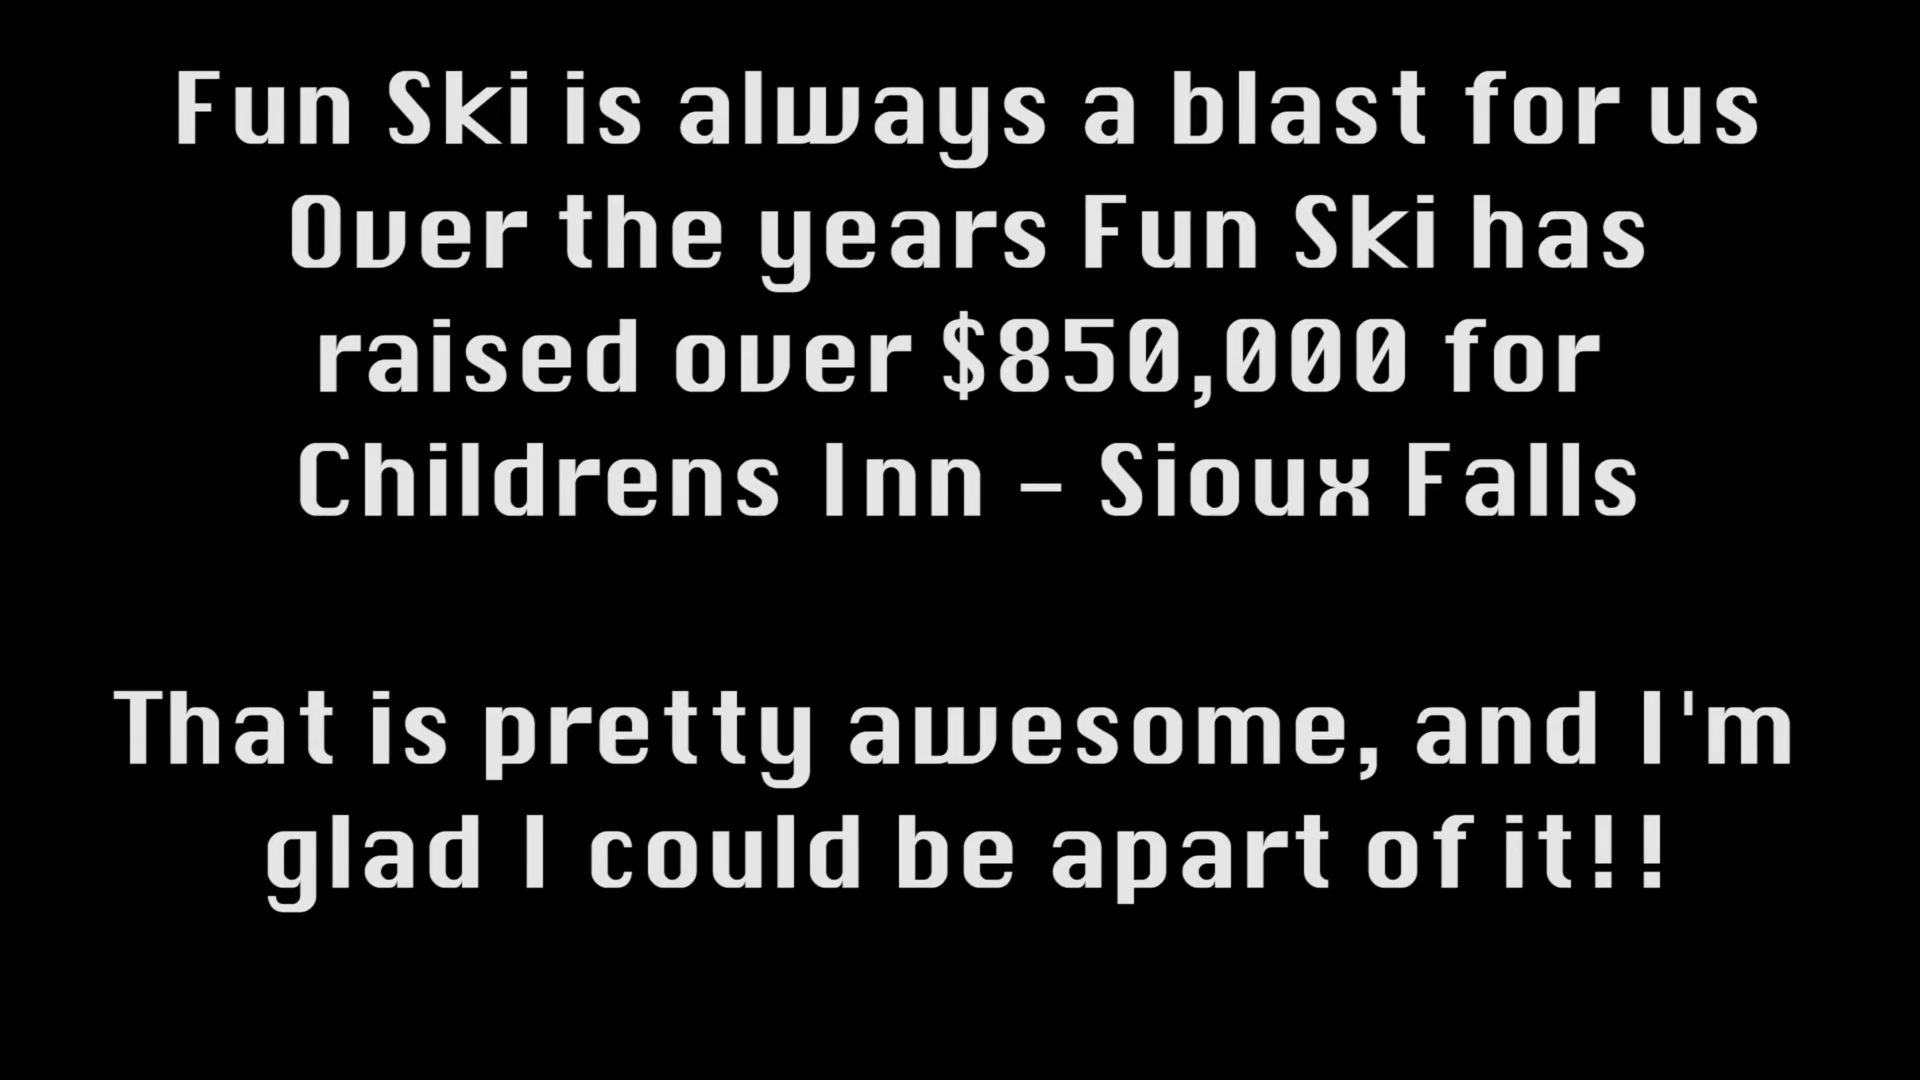 Fun Ski is always a blast for us
Over the years Fun Ski has
raised over $850,000 for
Childrens Inn - Sioux Falls
That is pretty awesome, and I'm
glad I could be apart of it!!